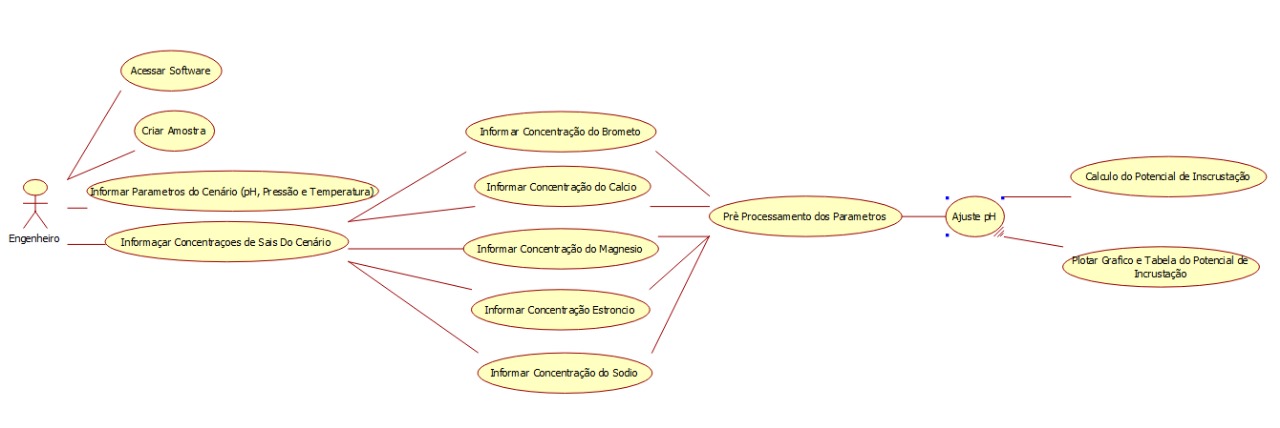 Acessar Software
Criar Amostra
Informar Parametros do Cenário (pH, Pressão e Temperatura)
Engenheiro
Informaçar Concentraçoes de Sais Do Cenário
Informar Concentração do Brometo
Informar Concentração do Calcio
Informar Concentração do Magnesio
Informar Concentração Estroncio
Informar Concentração do Sodio
Prè Processamento dos Parametros
Ajuste pH
Calculo do Potencial de Inscrustação
Plotar Grafico e Tabela do Potencial de
Incrustação